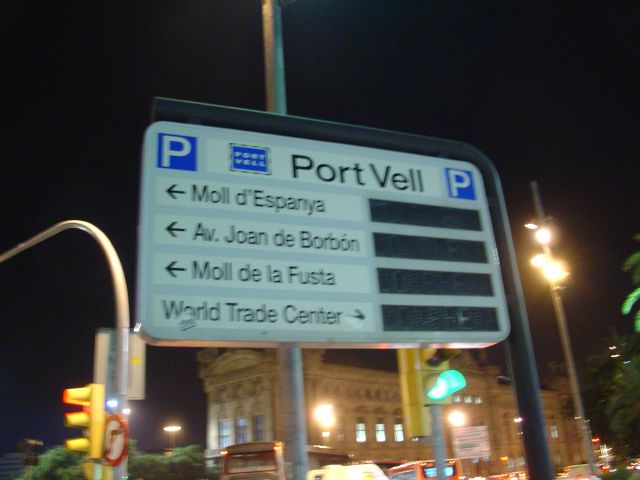 P PORT VELL Port Vell P
← Moll d'Espanya
← Av. Joan de Borbón
← Moll de la Fusta
World Trade Center →